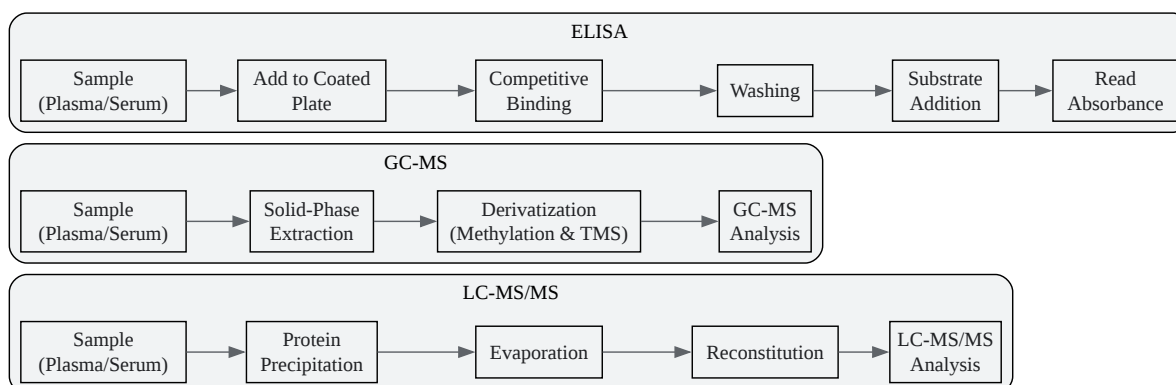 ELISA
Sample
(Plasma/Serum)
Add to Coated
Plate
Competitive
Binding
Washing
Substrate
Addition
Read
Absorbance
GC-MS
Sample
(Plasma/Serum)
Solid-Phase
Extraction
Derivatization
(Methylation & TMS)
GC-MS
Analysis
LC-MS/MS
Sample
(Plasma/Serum)
Protein
Precipitation
Evaporation
Reconstitution
LC-MS/MS
Analysis